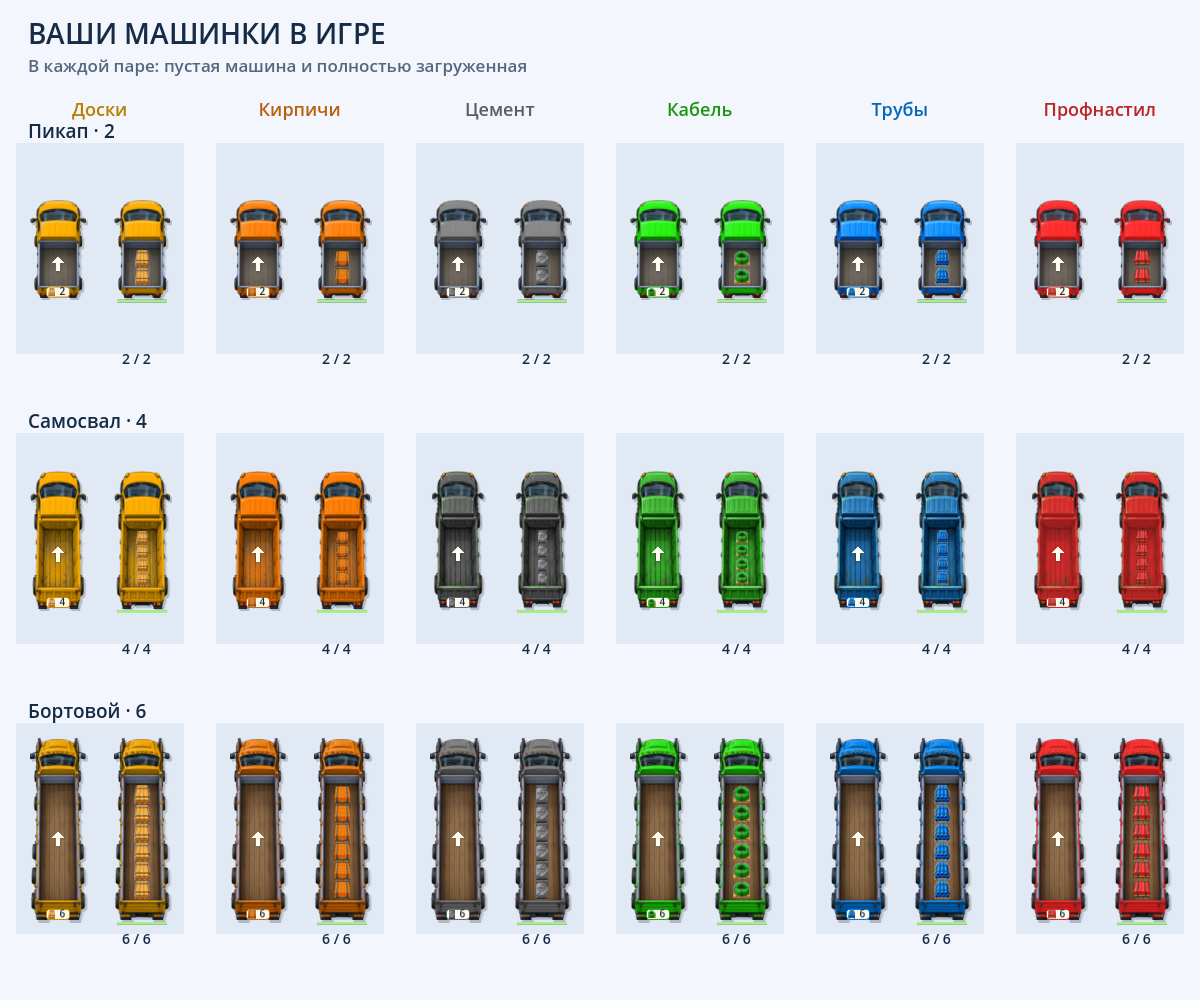 ВАШИ МАШИНКИ В ИГРЕ
В каждой паре: пустая машина и полностью загруженная
Доски Кирпичи Цемент Кабель Трубы Профнастил
Пикап · 2
2 2 2 2 2 2
2 / 2 2 / 2 2 / 2 2 / 2 2 / 2 2 / 2
Самосвал · 4
4 4 4 4 4 4
4 / 4 4 / 4 4 / 4 4 / 4 4 / 4 4 / 4
Бортовой · 6
6 6 6 6 6 6
6 / 6 6 / 6 6 / 6 6 / 6 6 / 6 6 / 6